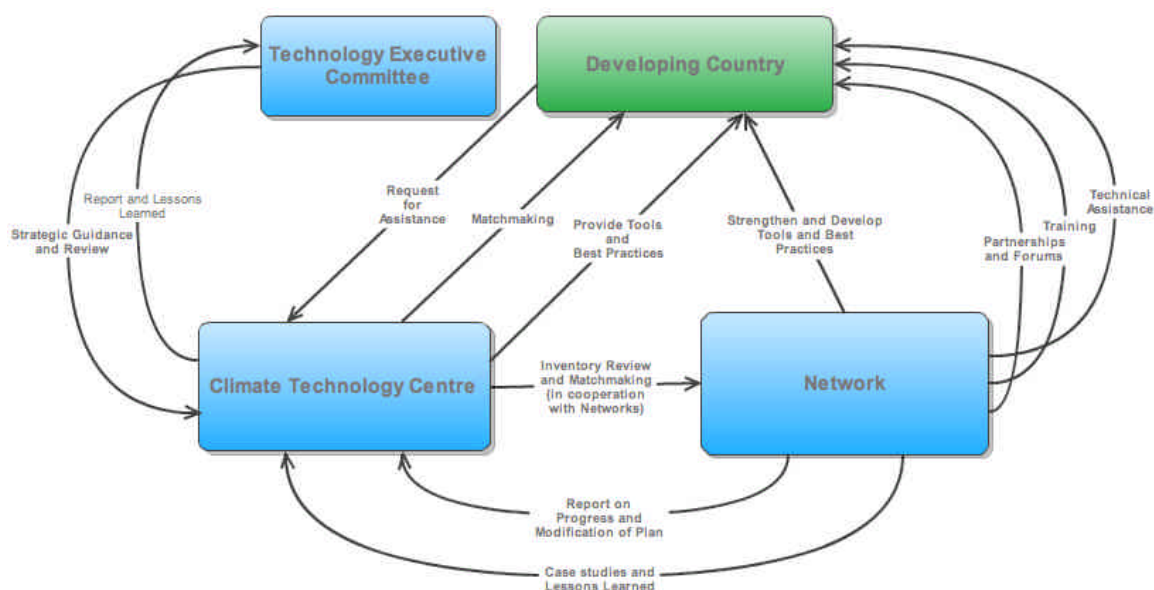 Technology Executive
Committee
Developing Country
Report and Lessons
Learned
Strategic Guidance
and Review
Request
for
Assistance
Matchmaking
Provide Tools
and
Best Practices
Strengthen and Develop
Tools and Best
Practices
Technical
Assistance
Training
Partnerships
and Forums
Climate Technology Centre
Inventory Review
and Matchmaking
(in cooperation
with Networks)
Network
Report on
Progress and
Modification of Plan
Case studies and
Lessons Learned